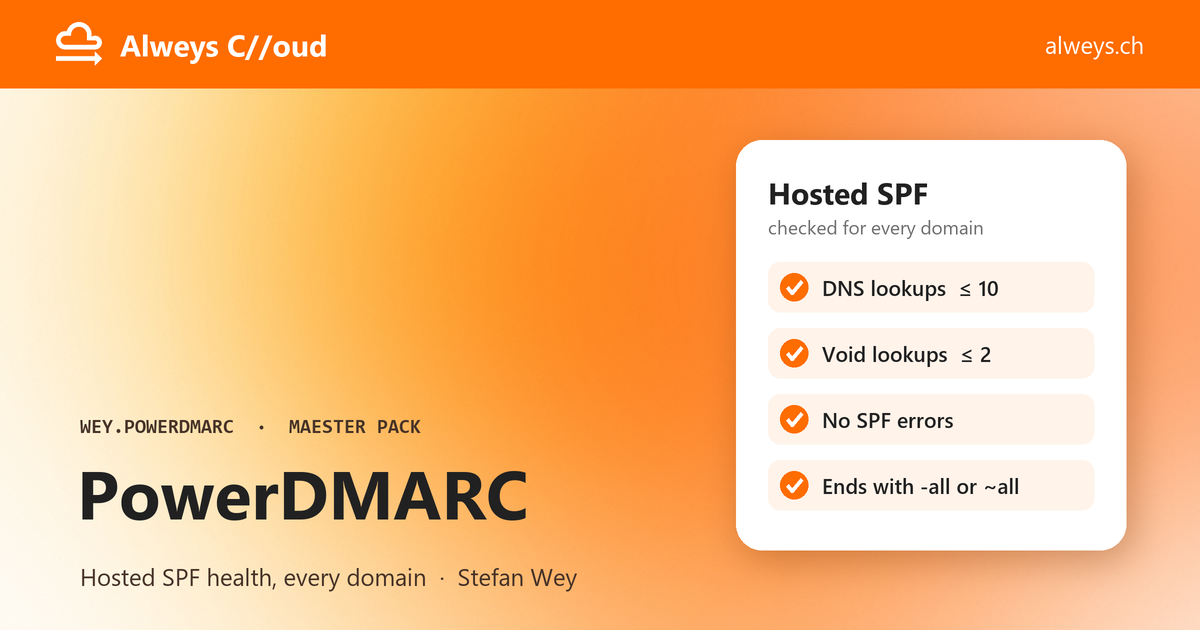 Alweys C//oud
alweys.ch
WEY.POWERDMARC · MAESTER PACK
PowerDMARC
Hosted SPF health, every domain · Stefan Wey
Hosted SPF
checked for every domain
DNS lookups ≤ 10
Void lookups ≤ 2
No SPF errors
Ends with -all or ~all